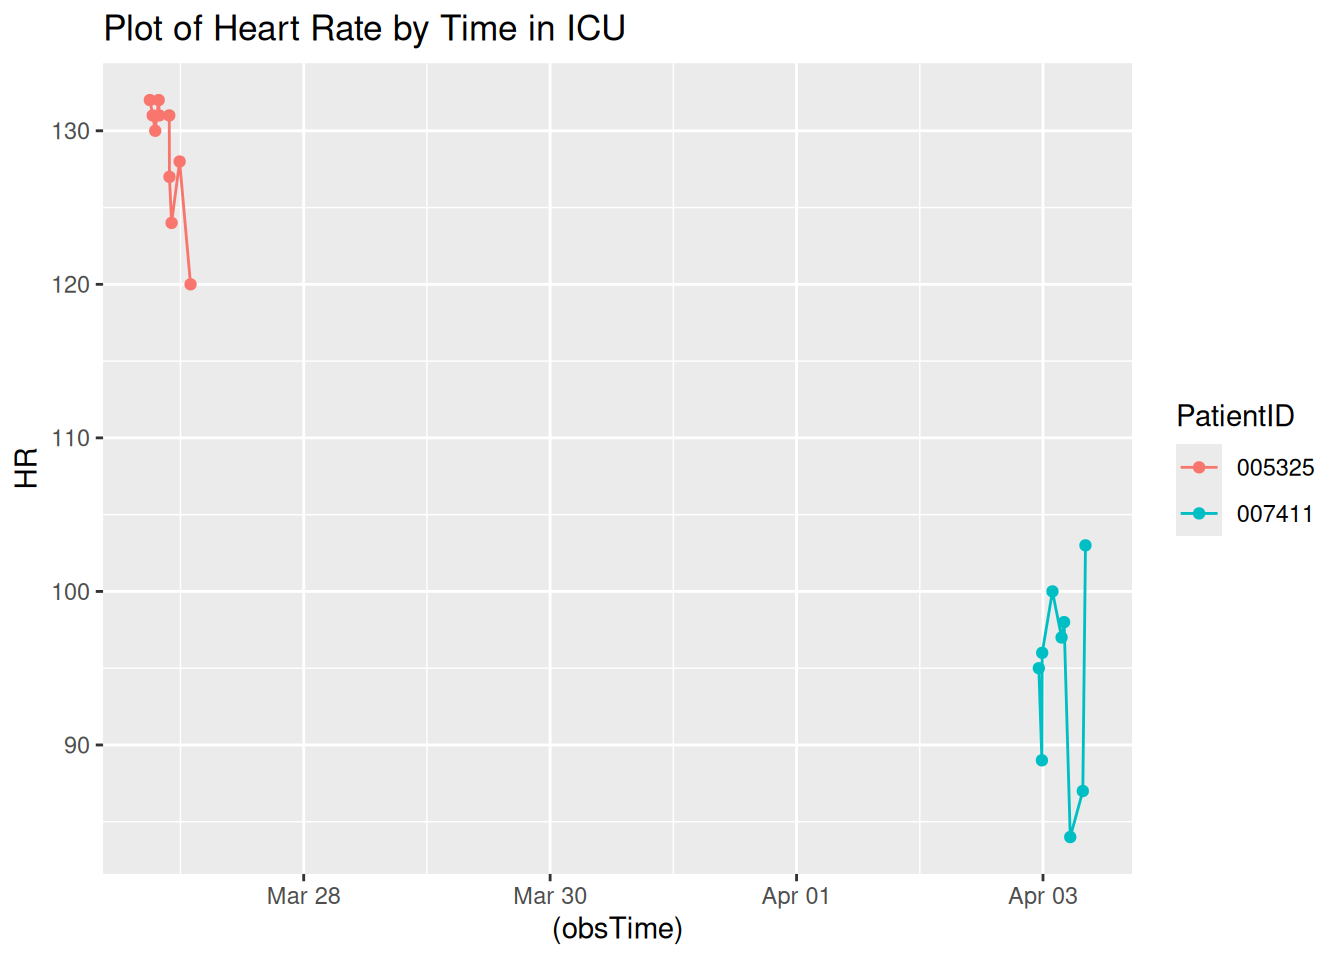 Plot of Heart Rate by Time in ICU
130
120
110
100
90
HR
Mar 28
Mar 30
Apr 01
Apr 03
(obsTime)
PatientID
005325
007411